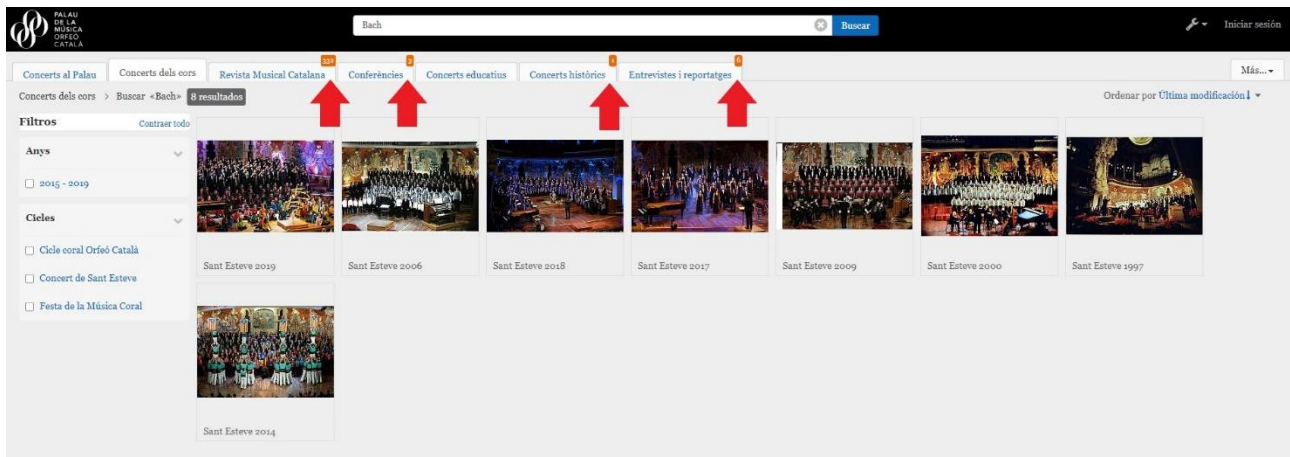 PALAU
DE LA
MÚSICA
ORFEÓ
CATALÀ
Bach
Buscar
Iniciar sesión
332
6
Concerts al Palau
Concerts dels cors
Revista Musical Catalana
Conferències
Concerts educatius
Concerts històrics
Entrevistes i reportatges
Más...
Concerts dels cors > Buscar «Bach» 8 resultados
Ordenar por Última modificación
Filtros
Contraer todo
Anys
2015 - 2019
Cicles
Cicle coral Orfeó Català
Concert de Sant Esteve
Festa de la Música Coral
Sant Esteve 2019
Sant Esteve 2006
Sant Esteve 2018
Sant Esteve 2017
Sant Esteve 2009
Sant Esteve 2000
Sant Esteve 1997
Sant Esteve 2014